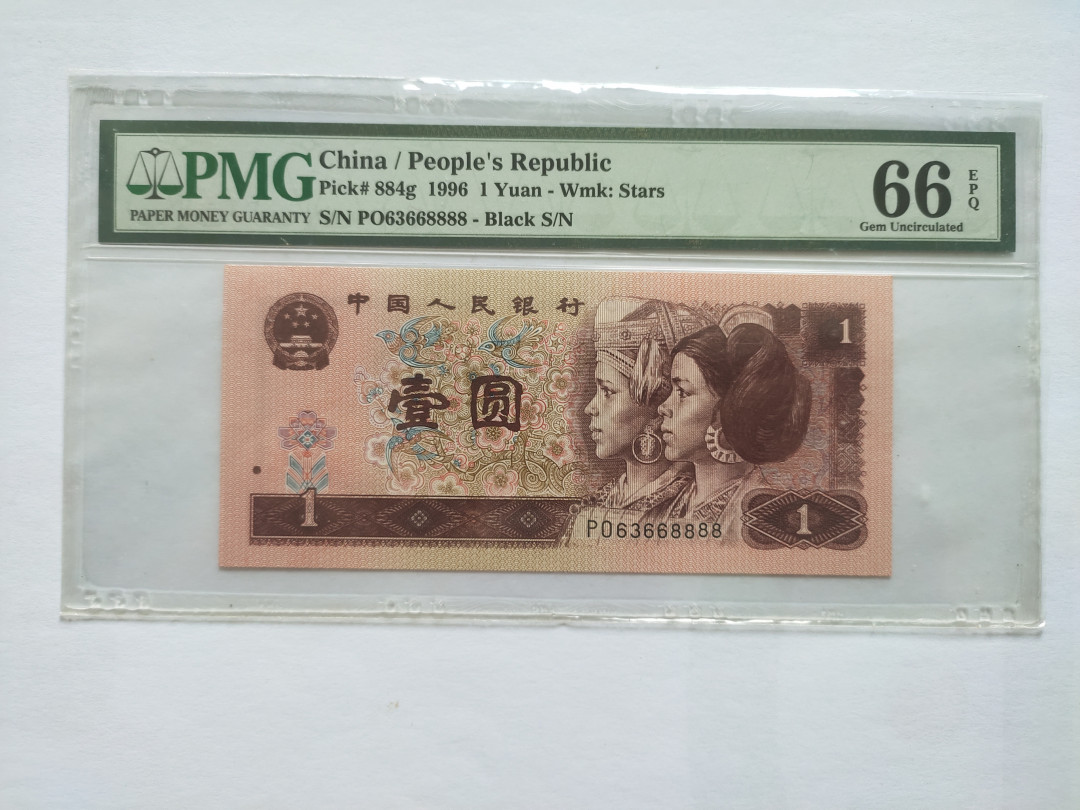 PMG
PAPER MONEY GUARANTY
China / People's Republic
Pick# 884g 1996 1 Yuan - Wmk: Stars
S/N PO63668888 - Black S/N
66
EPQ
Gem Uncirculated
中国人民银行
1
壹圆
1
PO63668888
1